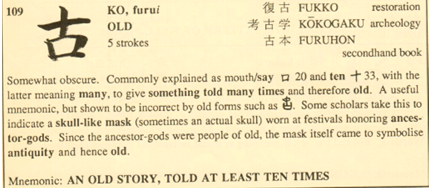 109
古
KO, furui
OLD
5 strokes
復古 FUKKO restoration
考古学 KŌKOGAKU archeology
古本 FURUHON
secondhand book
Somewhat obscure. Commonly explained as mouth/say 口 20 and ten 十 33, with the
latter meaning many, to give something told many times and therefore old. A useful
mnemonic, but shown to be incorrect by old forms such as . Some scholars take this to
indicate a skull-like mask (sometimes an actual skull) worn at festivals honoring ances-
tor-gods. Since the ancestor-gods were people of old, the mask itself came to symbolise
antiquity and hence old.
Mnemonic: AN OLD STORY, TOLD AT LEAST TEN TIMES